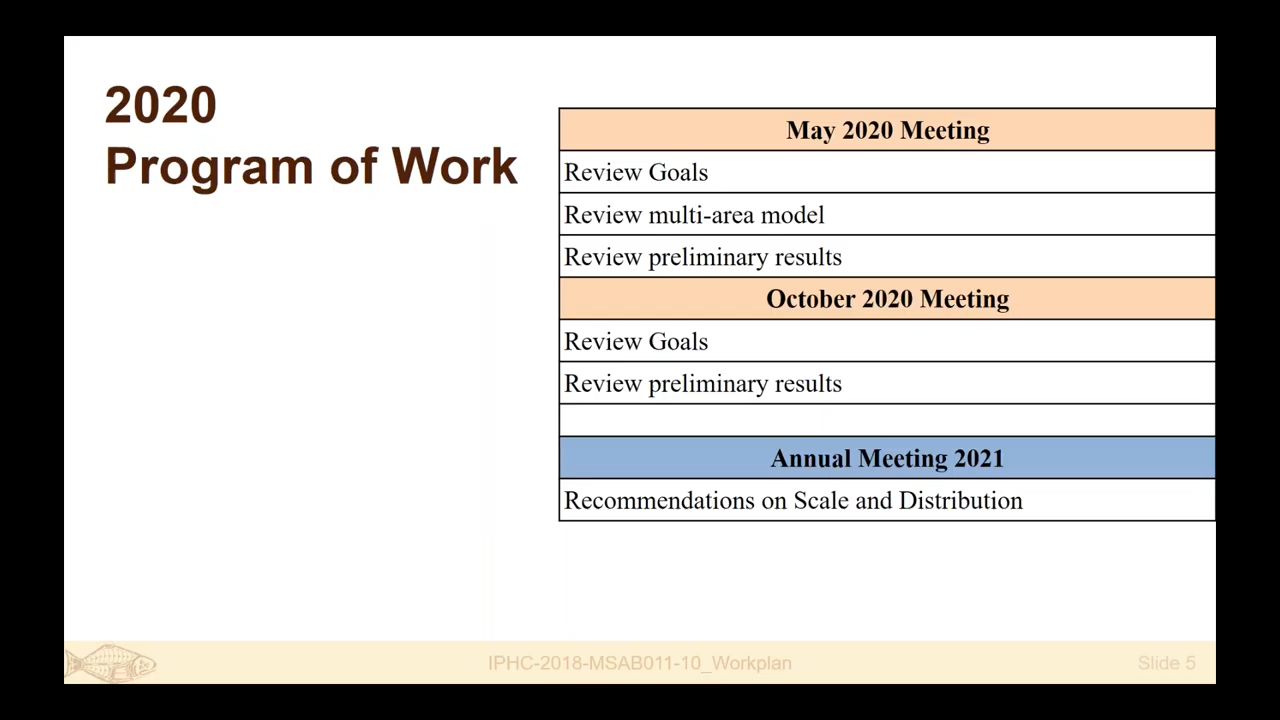 2020
Program of Work
May 2020 Meeting
Review Goals
Review multi-area model
Review preliminary results
October 2020 Meeting
Review Goals
Review preliminary results
Annual Meeting 2021
Recommendations on Scale and Distribution
IPHC-2018-MSAB011-10_Workplan
Slide 5